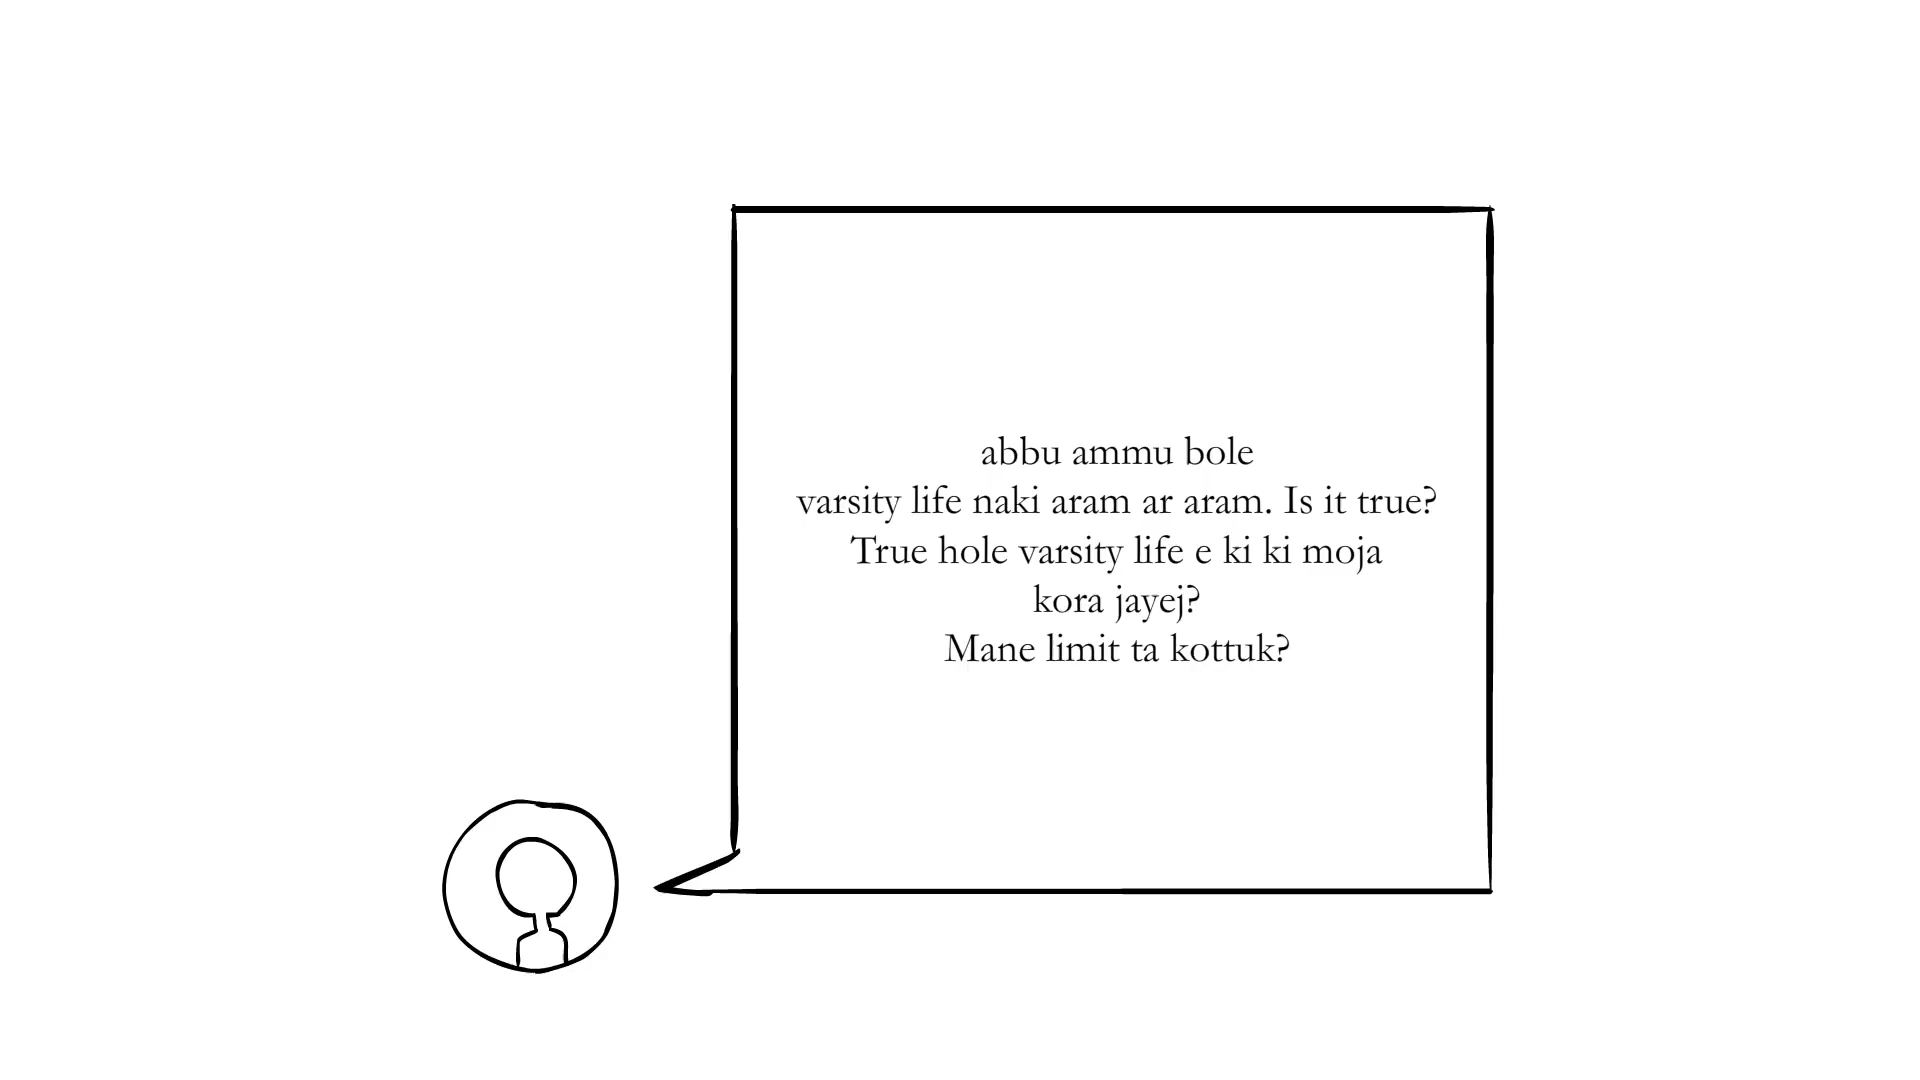 abbu ammu bole
varsity life naki aram ar aram. Is it true?
True hole varsity life e ki ki moja
kora jayej?
Mane limit ta kottuk?